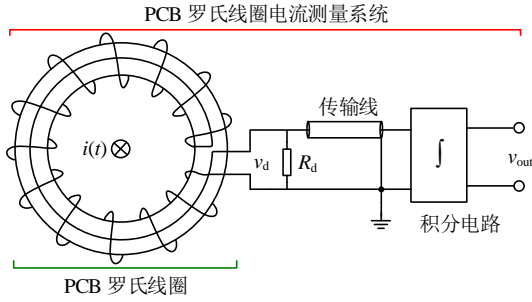 PCB 罗氏线圈电流测量系统
传输线
i(t)
v_d
R_d
∫
v_out
积分电路
PCB 罗氏线圈